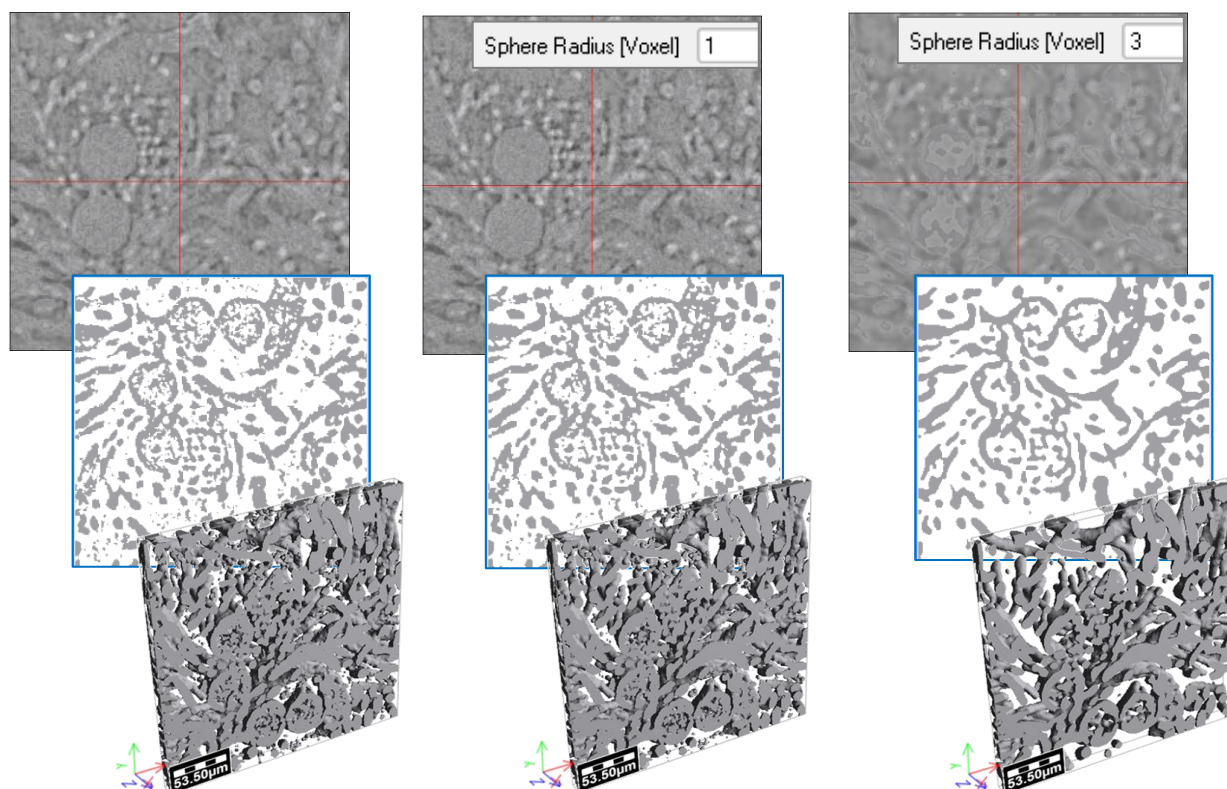 Sphere Radius [Voxel] 1
Sphere Radius [Voxel] 3
Y
Z
53.50µm
Y
Z
53.50µm
Y
Z
53.50µm